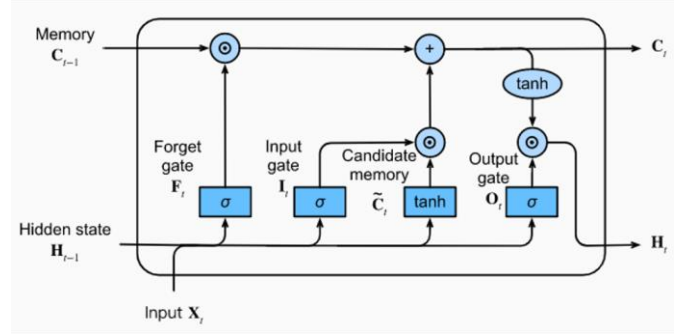 Memory
C_{t-1}
⊙
+
C_t
tanh
Forget
gate
F_t
σ
Input
gate
I_t
σ
Candidate
memory
C̃_t
tanh
⊙
Output
gate
O_t
σ
⊙
Hidden state
H_{t-1}
H_t
Input X_t